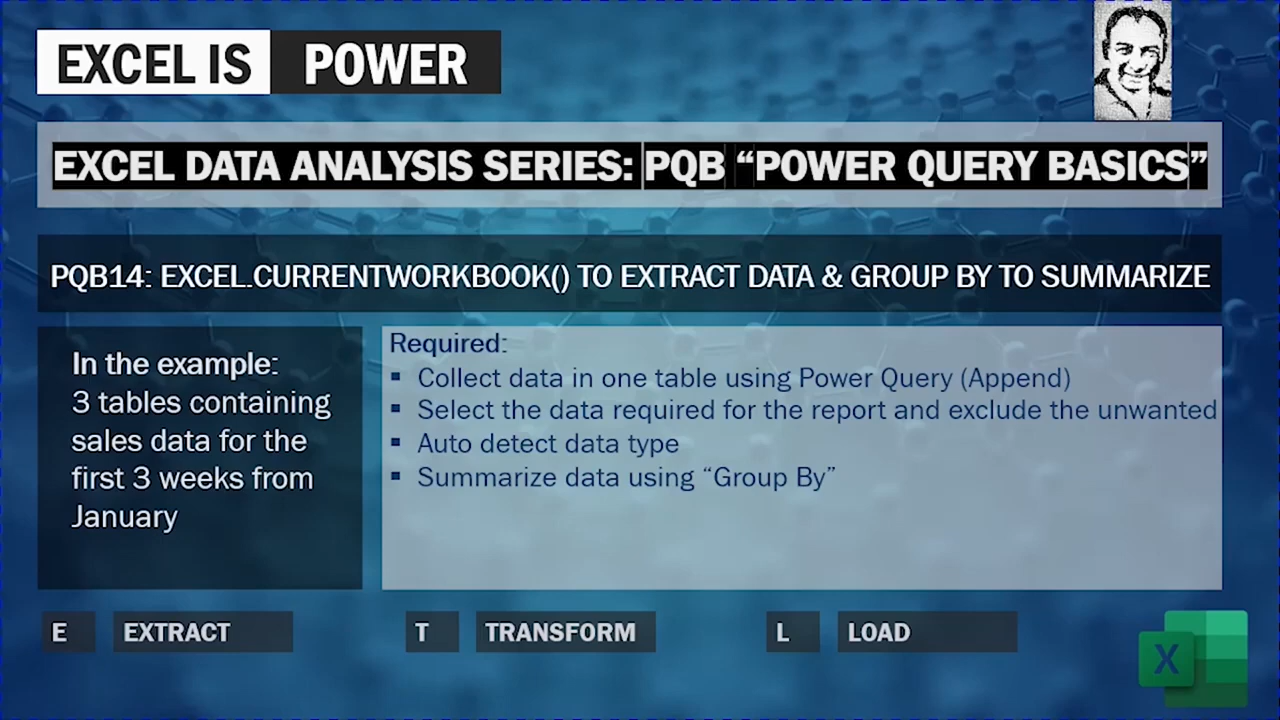 EXCEL IS POWER
EXCEL DATA ANALYSIS SERIES: PQB “POWER QUERY BASICS”
PQB14: EXCEL.CURRENTWORKBOOK() TO EXTRACT DATA & GROUP BY TO SUMMARIZE
In the example:
3 tables containing
sales data for the
first 3 weeks from
January
Required:
▪ Collect data in one table using Power Query (Append)
▪ Select the data required for the report and exclude the unwanted
▪ Auto detect data type
▪ Summarize data using “Group By”
E EXTRACT T TRANSFORM L LOAD
X